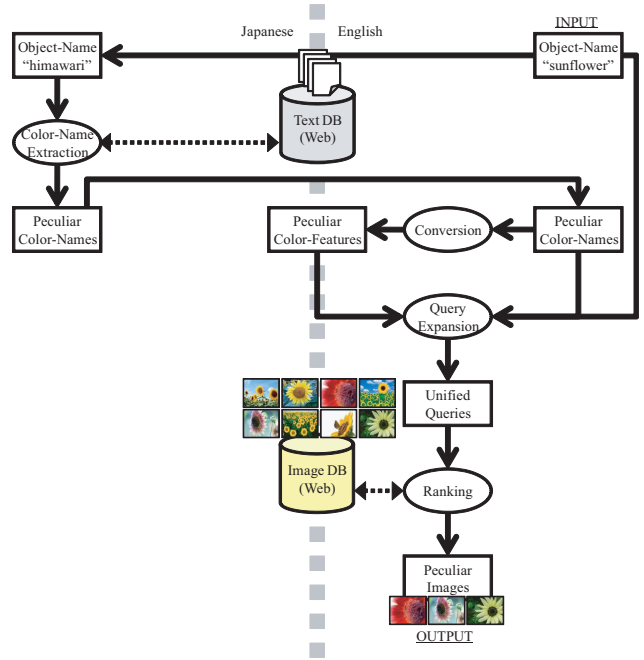 INPUT
Japanese
English
Object-Name
“himawari”
Object-Name
“sunflower”
Color-Name
Extraction
Text DB
(Web)
Peculiar
Color-Names
Peculiar
Color-Features
Conversion
Peculiar
Color-Names
Query
Expansion
Unified
Queries
Image DB
(Web)
Ranking
Peculiar
Images
OUTPUT